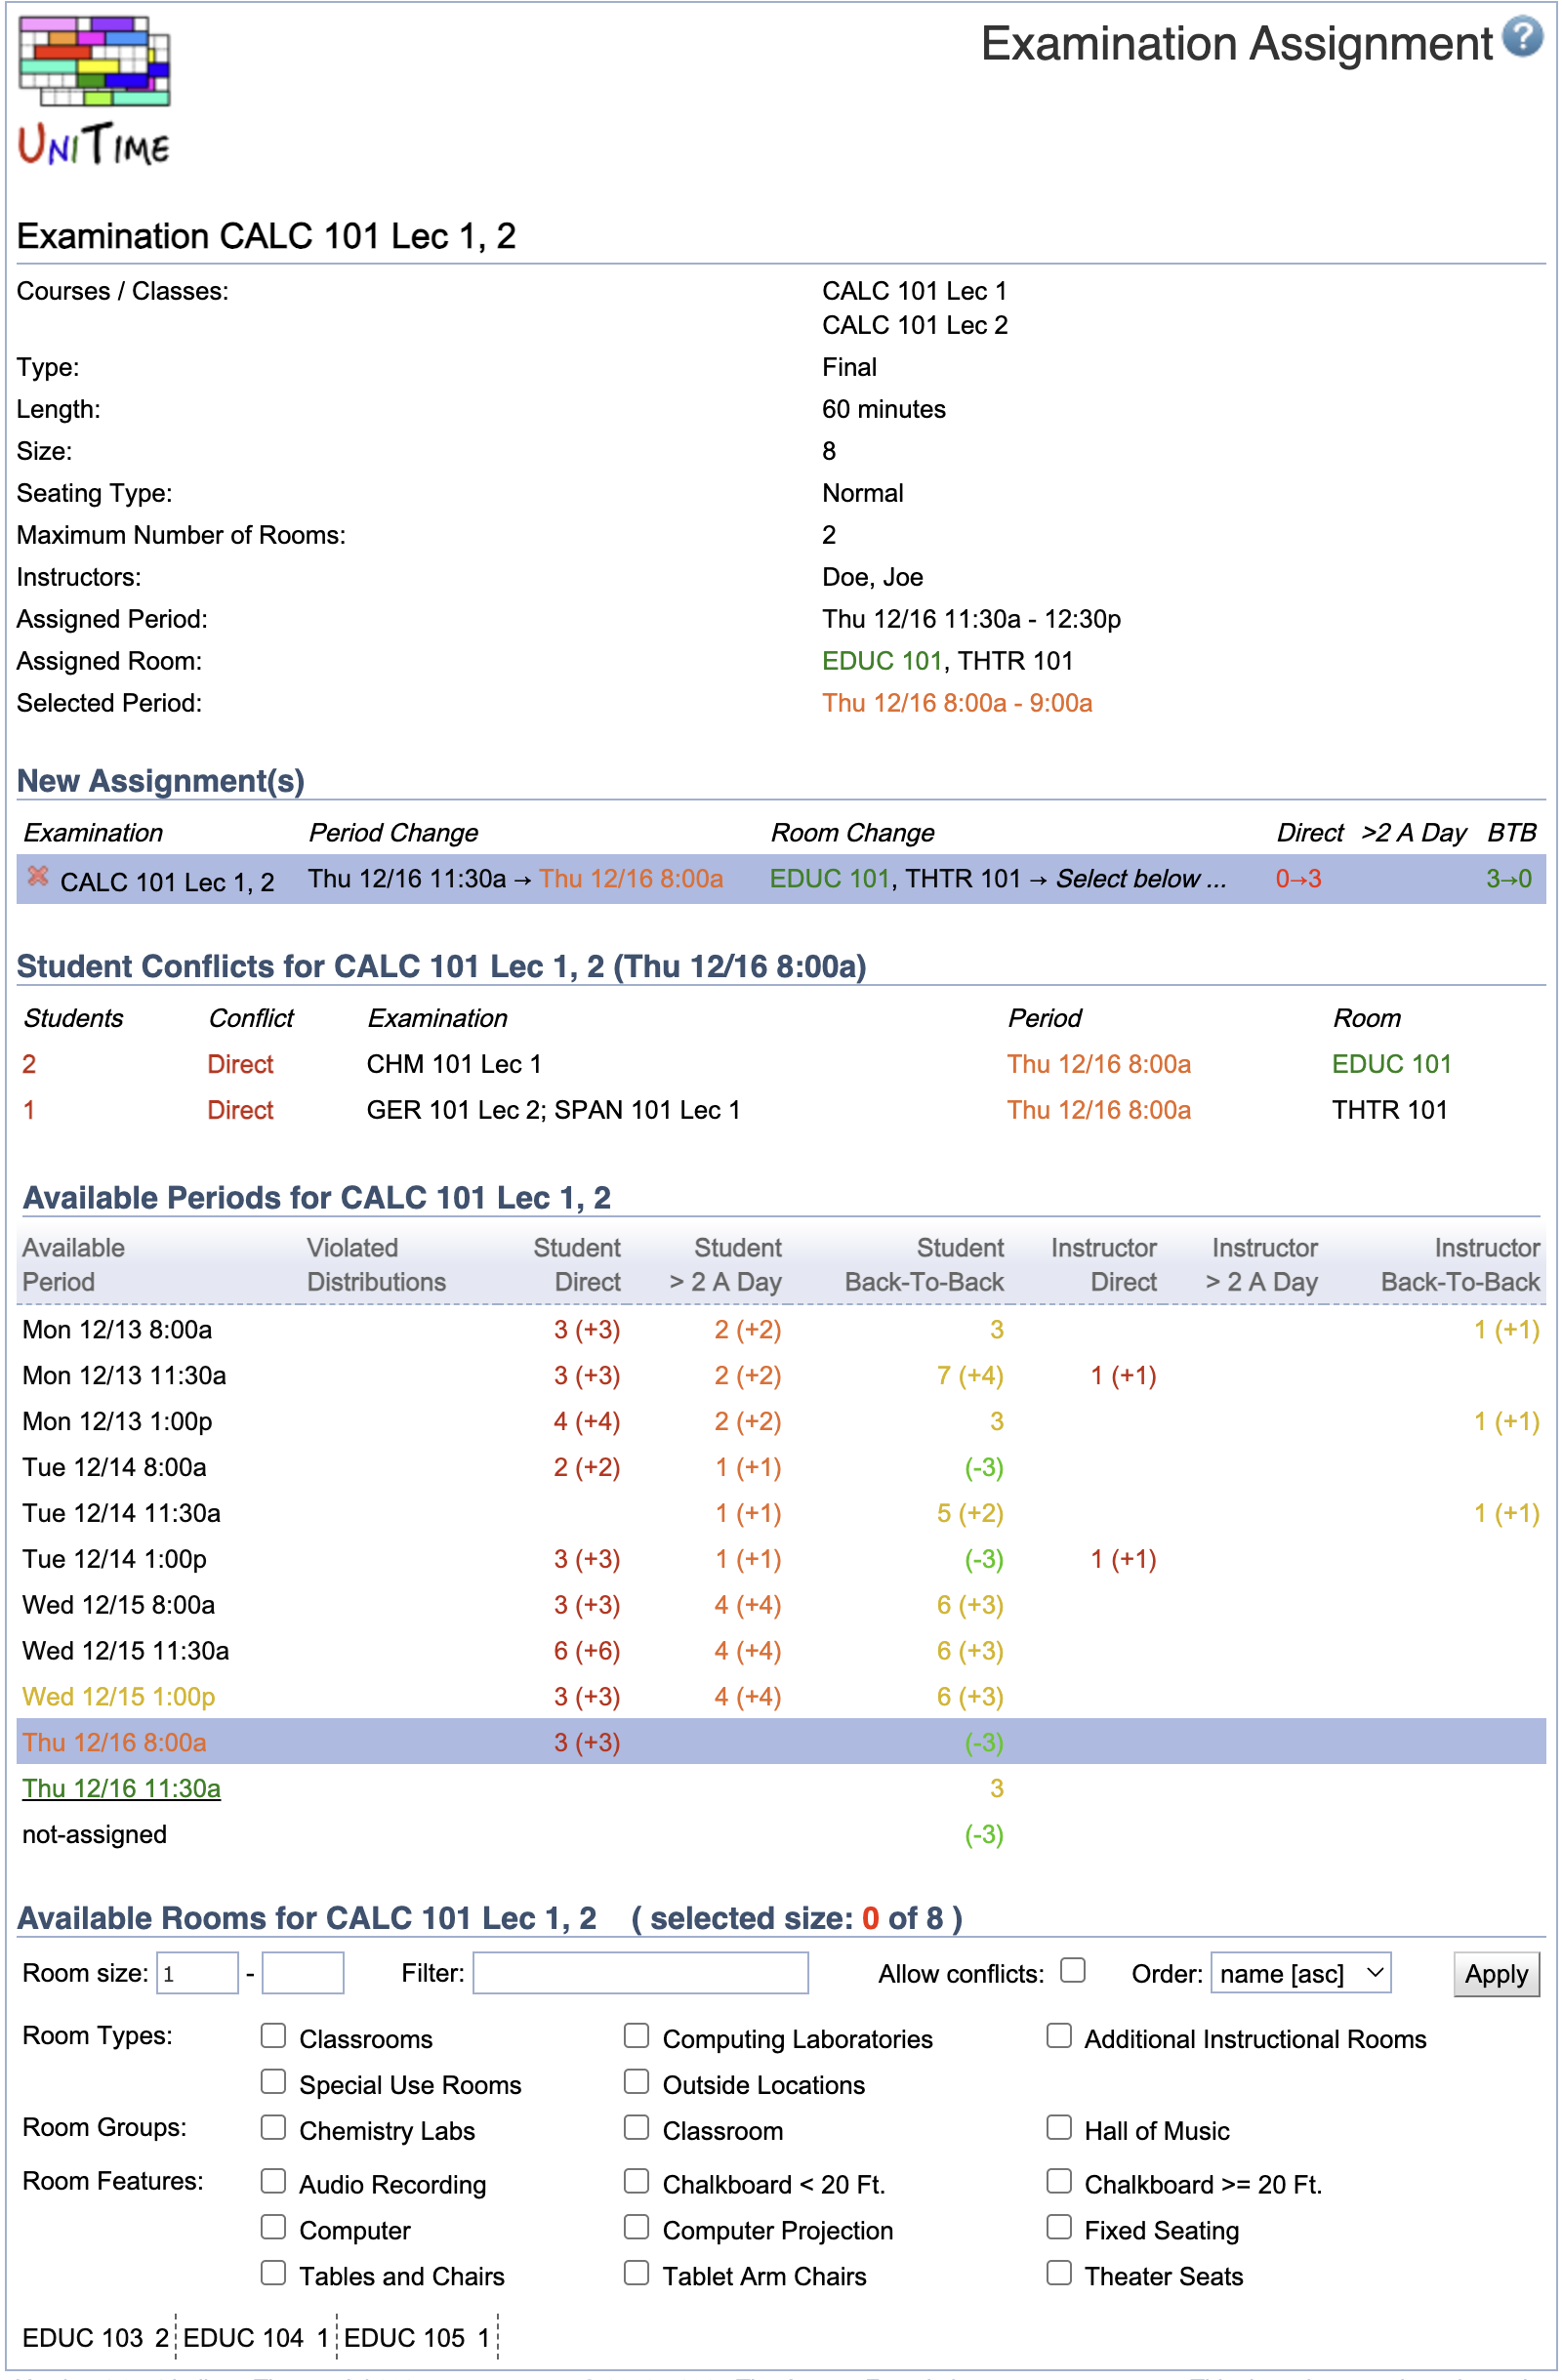 Examination Assignment
UniTime
Examination CALC 101 Lec 1, 2
Courses / Classes: CALC 101 Lec 1
CALC 101 Lec 2
Type: Final
Length: 60 minutes
Size: 8
Seating Type: Normal
Maximum Number of Rooms: 2
Instructors: Doe, Joe
Assigned Period: Thu 12/16 11:30a - 12:30p
Assigned Room: EDUC 101, THTR 101
Selected Period: Thu 12/16 8:00a - 9:00a
New Assignment(s)
Examination Period Change Room Change Direct >2 A Day BTB
CALC 101 Lec 1, 2 Thu 12/16 11:30a → Thu 12/16 8:00a EDUC 101, THTR 101 → Select below ... 0→3 3→0
Student Conflicts for CALC 101 Lec 1, 2 (Thu 12/16 8:00a)
Students Conflict Examination Period Room
2 Direct CHM 101 Lec 1 Thu 12/16 8:00a EDUC 101
1 Direct GER 101 Lec 2; SPAN 101 Lec 1 Thu 12/16 8:00a THTR 101
Available Periods for CALC 101 Lec 1, 2
Available Violated Student Student Student Instructor Instructor Instructor
Period Distributions Direct > 2 A Day Back-To-Back Direct > 2 A Day Back-To-Back
Mon 12/13 8:00a 3 (+3) 2 (+2) 3 1 (+1)
Mon 12/13 11:30a 3 (+3) 2 (+2) 7 (+4) 1 (+1)
Mon 12/13 1:00p 4 (+4) 2 (+2) 3 1 (+1)
Tue 12/14 8:00a 2 (+2) 1 (+1) (-3)
Tue 12/14 11:30a 1 (+1) 5 (+2) 1 (+1)
Tue 12/14 1:00p 3 (+3) 1 (+1) (-3) 1 (+1)
Wed 12/15 8:00a 3 (+3) 4 (+4) 6 (+3)
Wed 12/15 11:30a 6 (+6) 4 (+4) 6 (+3)
Wed 12/15 1:00p 3 (+3) 4 (+4) 6 (+3)
Thu 12/16 8:00a 3 (+3) (-3)
Thu 12/16 11:30a 3
not-assigned (-3)
Available Rooms for CALC 101 Lec 1, 2 ( selected size: 0 of 8 )
Room size: 1 - Filter: Allow conflicts: Order: name [asc] Apply
Room Types: Classrooms Computing Laboratories Additional Instructional Rooms
Special Use Rooms Outside Locations
Room Groups: Chemistry Labs Classroom Hall of Music
Room Features: Audio Recording Chalkboard < 20 Ft. Chalkboard >= 20 Ft.
Computer Computer Projection Fixed Seating
Tables and Chairs Tablet Arm Chairs Theater Seats
EDUC 103 2 EDUC 104 1 EDUC 105 1